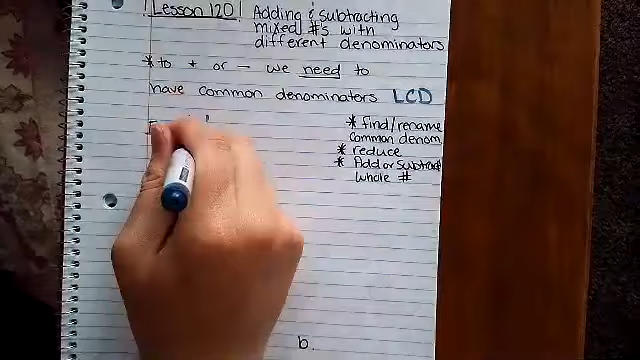 Lesson 120 Adding & subtracting
mixed #'s with
different denominators
* to + or - we need to
have common denominators LCD
* find/rename
common denom.
* reduce
* Add or subtract
whole #
b.